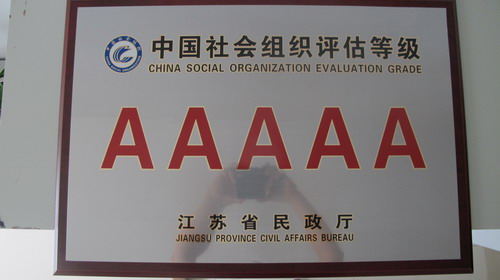 中国社会组织评估等级
CHINA SOCIAL ORGANIZATION EVALUATION GRADE
AAAAA
江苏省民政厅
JIANGSU PROVINCE CIVIL AFFAIRS BUREAU